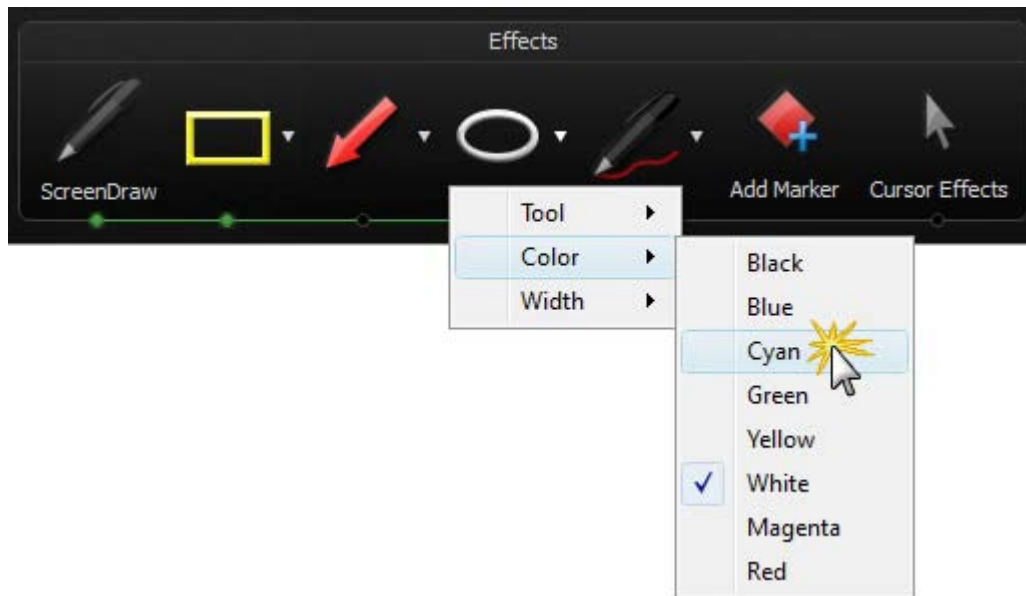 Effects
ScreenDraw
Add Marker
Cursor Effects
Tool
Color
Width
Black
Blue
Cyan
Green
Yellow
White
Magenta
Red